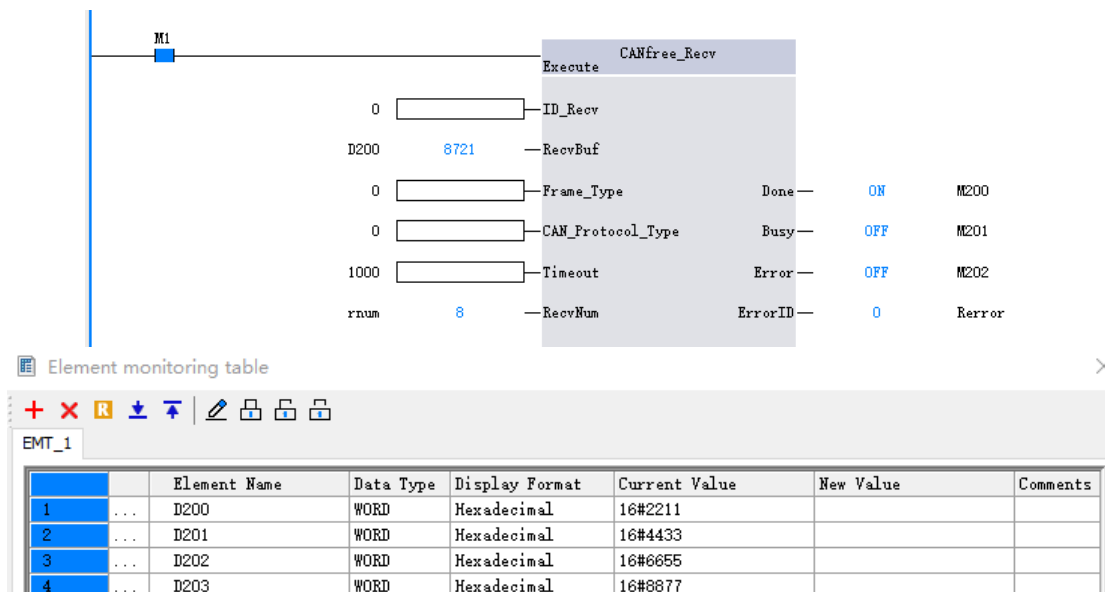 M1
CANfree_Recv
Execute
0 ID_Recv
D200 8721 RecvBuf
0 Frame_Type Done ON M200
0 CAN_Protocol_Type Busy OFF M201
1000 Timeout Error OFF M202
rnum 8 RecvNum ErrorID 0 Rerror
Element monitoring table
R
EMT_1
Element Name Data Type Display Format Current Value New Value Comments
1 ... D200 WORD Hexadecimal 16#2211
2 ... D201 WORD Hexadecimal 16#4433
3 ... D202 WORD Hexadecimal 16#6655
4 ... D203 WORD Hexadecimal 16#8877